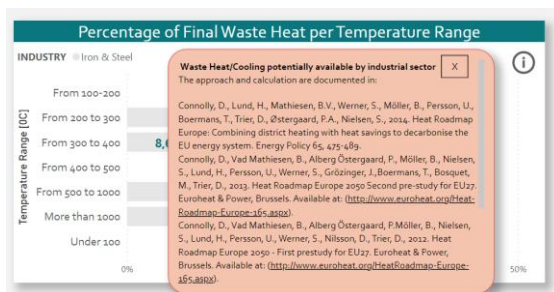 Percentage of Final Waste Heat per Temperature Range
INDUSTRY Iron & Steel
Temperature Range [0C]
From 100-200
From 200 to 300
From 300 to 400
From 400 to 500
From 500 to 1000
More than 1000
Under 100
0%
50%
Waste Heat/Cooling potentially available by industrial sector
X
The approach and calculation are documented in:
Connolly, D., Lund, H., Mathiesen, B.V., Werner, S., Möller, B., Persson, U.,
Boermans, T., Trier, D., Østergaard, P.A., Nielsen, S., 2014. Heat Roadmap
Europe: Combining district heating with heat savings to decarbonise the
EU energy system. Energy Policy 65, 475-489.
Connolly, D., Vad Mathiesen, B., Alberg Östergaard, P., Möller, B., Nielsen,
S., Lund, H., Persson, U., Werner, S., Grözinger, J.,Boermans, T., Bosquet,
M., Trier, D., 2013. Heat Roadmap Europe 2050 Second pre-study for EU27.
Euroheat & Power, Brussels. Available at: (http://www.euroheat.org/Heat-
Roadmap-Europe-165.aspx).
Connolly, D., Vad Mathiesen, B., Alberg Östergaard, P.Möller, B., Nielsen,
S., Lund, H., Persson, U., Werner, S., Nilsson, D., Trier, D., 2012. Heat
Roadmap Europe 2050 - First prestudy for EU27. Euroheat & Power,
Brussels. Available at: (http://www.euroheat.org/HeatRoadmap-Europe-
165.aspx).